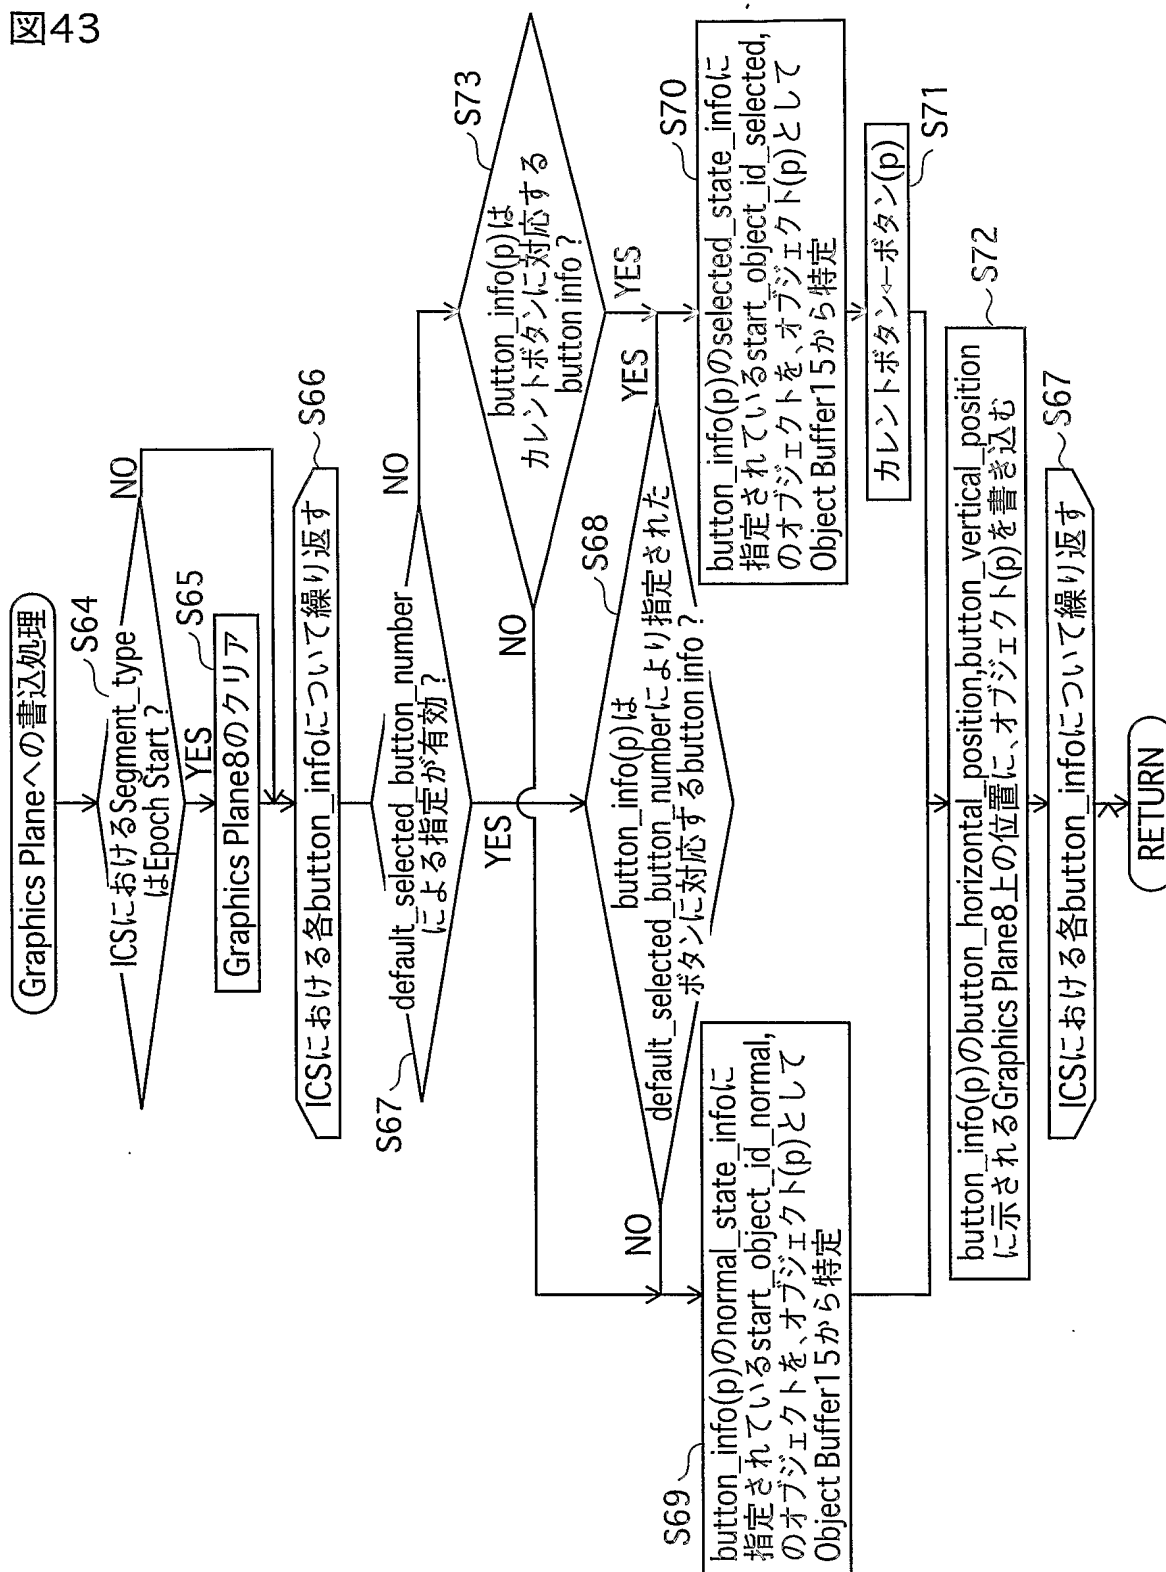 図43
Graphics Planeへの書込処理
S64
ICSにおけるSegment_type
はEpoch Start?
NO
YES
S65
Graphics Plane8のクリア
S66
ICSにおける各button_infoについて繰り返す
S67
default_selected_button_number
による指定が有効?
NO
YES
S73
button_info(p)は
カレントボタンに対応する
button info?
NO
YES
S68
button_info(p)は
default_selected_button_numberにより指定された
ボタンに対応するbutton info?
NO
YES
S69
button_info(p)のnormal_state_infoに
指定されているstart_object_id_normal,
のオブジェクトを、オブジェクト(p)として
Object Buffer15から特定
S70
button_info(p)のselected_state_infoに
指定されているstart_object_id_selected,
のオブジェクトを、オブジェクト(p)として
Object Buffer15から特定
S71
カレントボタン←ボタン(p)
S72
button_info(p)のbutton_horizontal_position,button_vertical_position
に示されるGraphics Plane8上の位置に、オブジェクト(p)を書き込む
S67
ICSにおける各button_infoについて繰り返す
RETURN